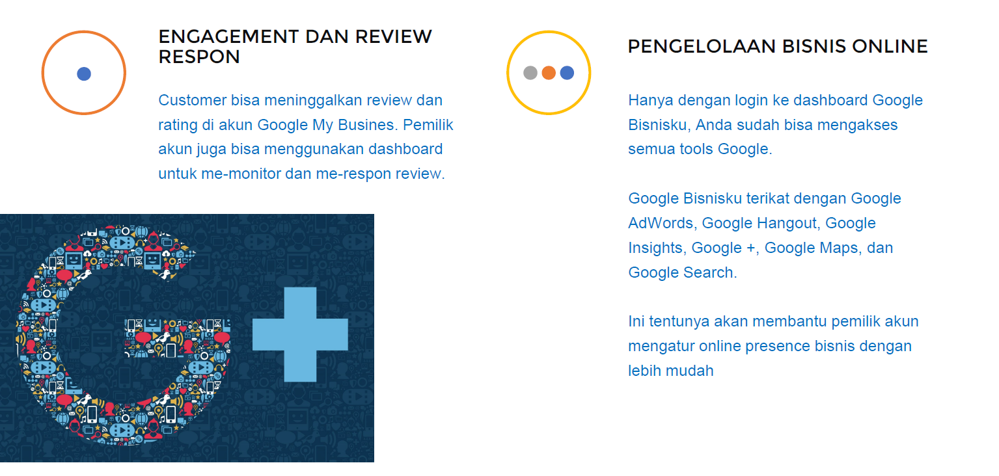 ENGAGEMENT DAN REVIEW
RESPON
Customer bisa meninggalkan review dan
rating di akun Google My Busines. Pemilik
akun juga bisa menggunakan dashboard
untuk me-monitor dan me-respon review.
PENGELOLAAN BISNIS ONLINE
Hanya dengan login ke dashboard Google
Bisnisku, Anda sudah bisa mengakses
semua tools Google.
Google Bisnisku terikat dengan Google
AdWords, Google Hangout, Google
Insights, Google +, Google Maps, dan
Google Search.
Ini tentunya akan membantu pemilik akun
mengatur online presence bisnis dengan
lebih mudah
G+